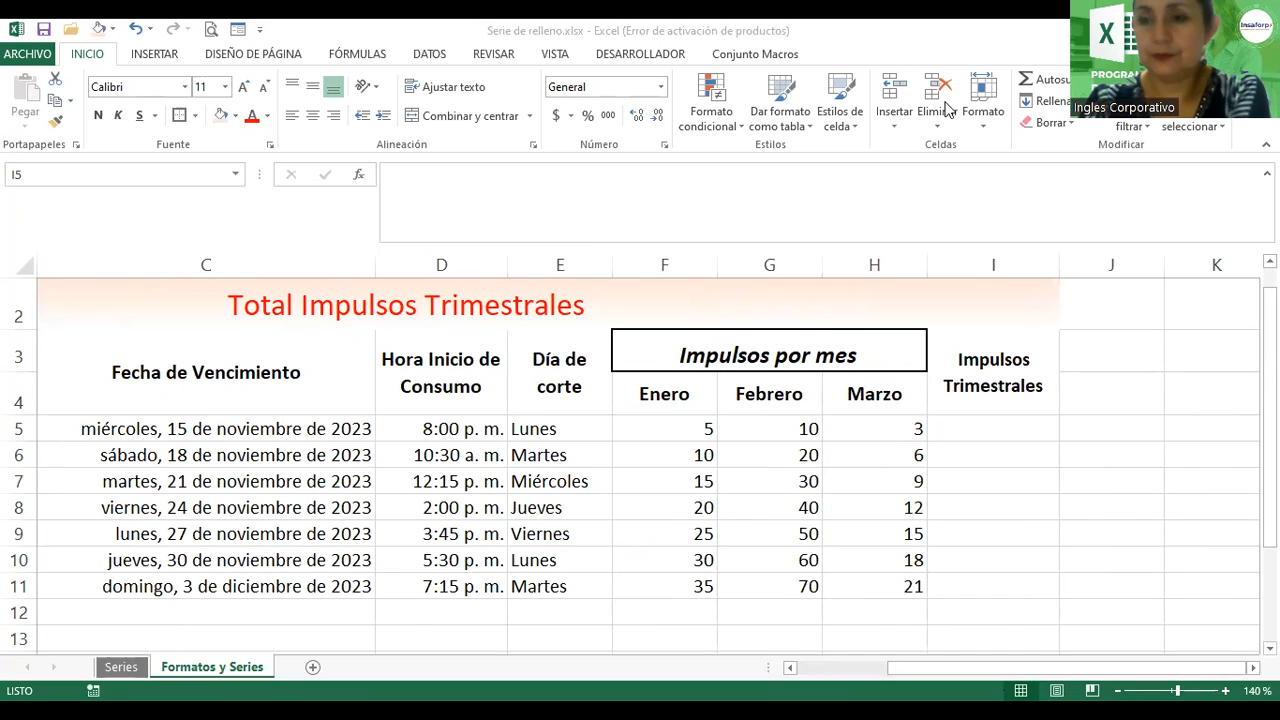 Serie de relleno.xlsx - Excel (Error de activación de productos)
ARCHIVO INICIO INSERTAR DISEÑO DE PÁGINA FÓRMULAS DATOS REVISAR VISTA DESARROLLADOR Conjunto Macros
Pegar
Portapapeles
Calibri 11
N K S
Fuente
Ajustar texto
Combinar y centrar
Alineación
General
$ % 000
Número
Formato condicional
Dar formato como tabla
Estilos de celda
Estilos
Insertar
Eliminar
Formato
Celdas
Borrar
filtrar
seleccionar
Modificar
Insaforp
X
Ingles Corporativo
I5
fx
C D E F G H I J K
2 Total Impulsos Trimestrales
3 Fecha de Vencimiento Hora Inicio de Consumo Día de corte Impulsos por mes Impulsos Trimestrales
4 Enero Febrero Marzo
5 miércoles, 15 de noviembre de 2023 8:00 p. m. Lunes 5 10 3
6 sábado, 18 de noviembre de 2023 10:30 a. m. Martes 10 20 6
7 martes, 21 de noviembre de 2023 12:15 p. m. Miércoles 15 30 9
8 viernes, 24 de noviembre de 2023 2:00 p. m. Jueves 20 40 12
9 lunes, 27 de noviembre de 2023 3:45 p. m. Viernes 25 50 15
10 jueves, 30 de noviembre de 2023 5:30 p. m. Lunes 30 60 18
11 domingo, 3 de diciembre de 2023 7:15 p. m. Martes 35 70 21
12
13
Series Formatos y Series
LISTO 140 %